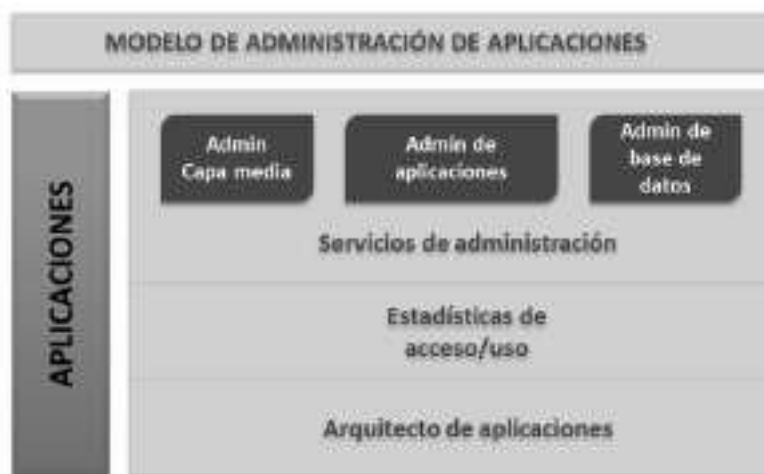 MODELO DE ADMINISTRACIÓN DE APLICACIONES
APLICACIONES
Admin
Capa media
Admin de
aplicaciones
Admin de
base de
datos
Servicios de administración
Estadísticas de
acceso/uso
Arquitecto de aplicaciones